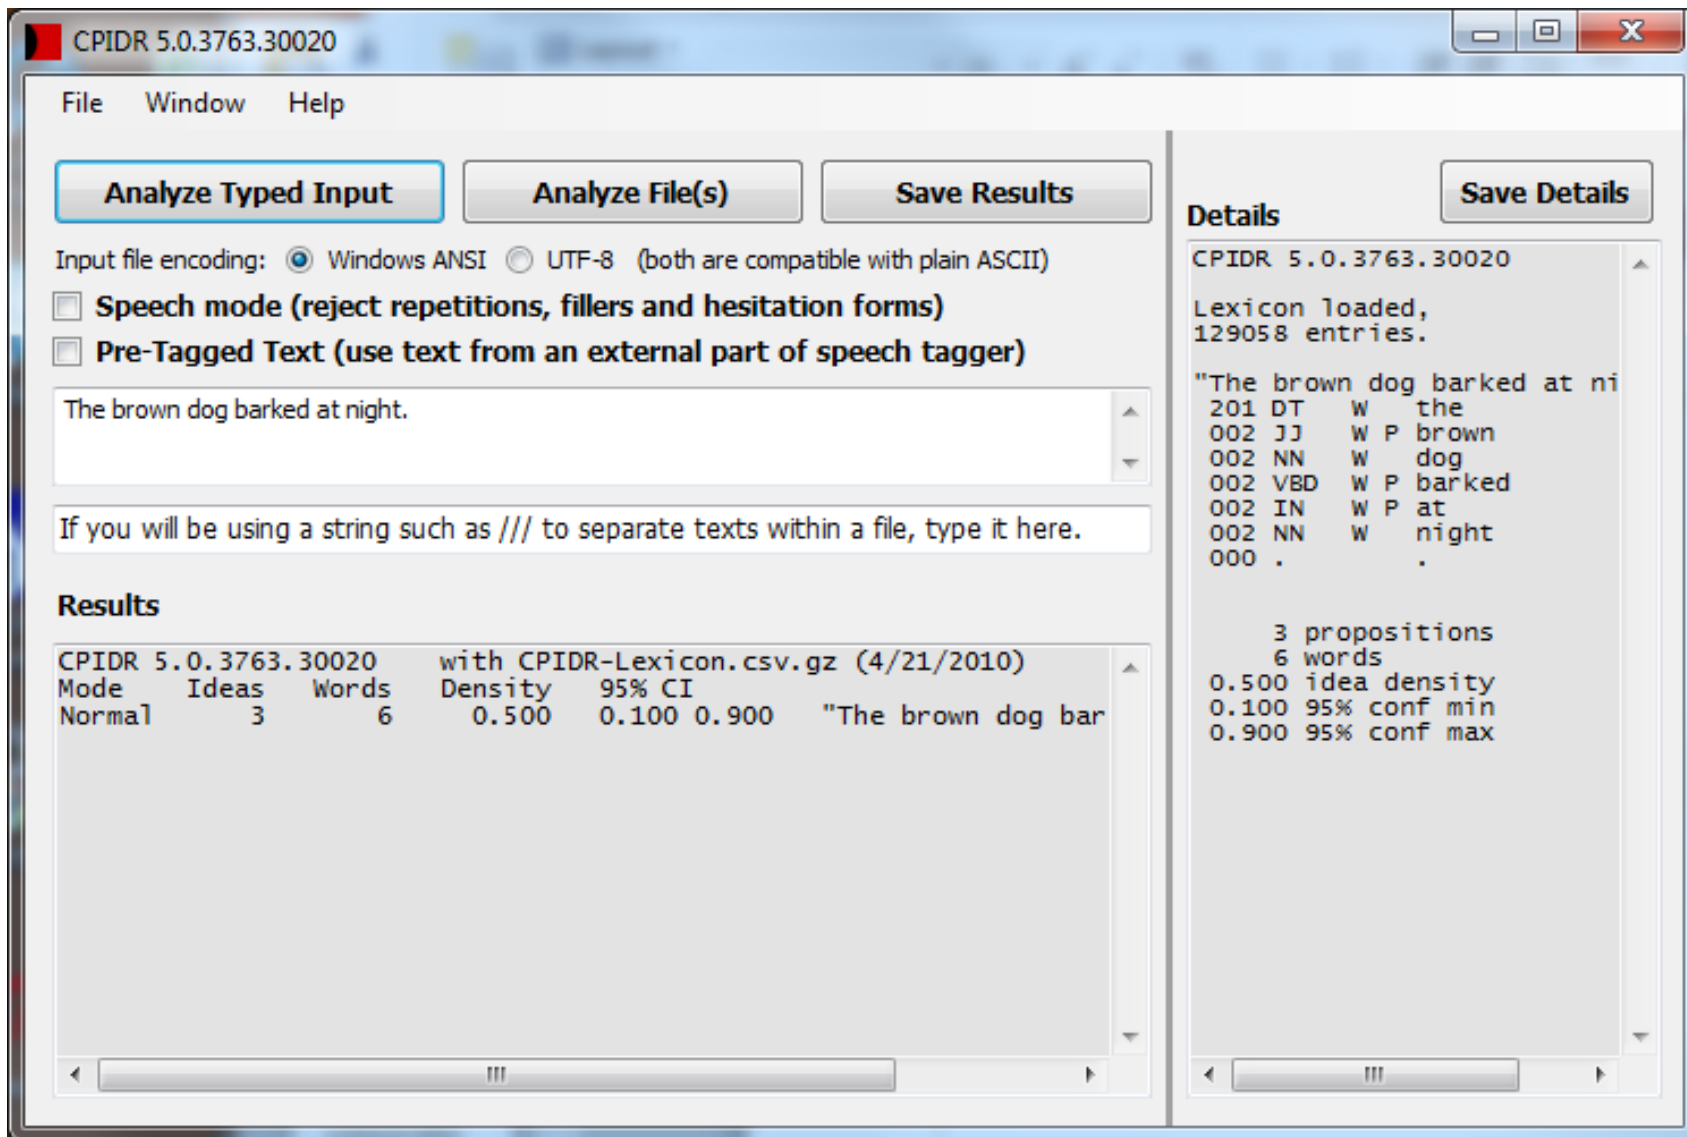 CPIDR 5.0.3763.30020
File Window Help
Analyze Typed Input Analyze File(s) Save Results
Input file encoding: Windows ANSI UTF-8 (both are compatible with plain ASCII)
Speech mode (reject repetitions, fillers and hesitation forms)
Pre-Tagged Text (use text from an external part of speech tagger)
The brown dog barked at night.
If you will be using a string such as /// to separate texts within a file, type it here.
Results
CPIDR 5.0.3763.30020 with CPIDR-Lexicon.csv.gz (4/21/2010)
Mode Ideas Words Density 95% CI
Normal 3 6 0.500 0.100 0.900 "The brown dog bar
Save Details
Details
CPIDR 5.0.3763.30020
Lexicon loaded,
129058 entries.
"The brown dog barked at ni
201 DT W the
002 JJ W P brown
002 NN W dog
002 VBD W P barked
002 IN W P at
002 NN W night
000 . .
3 propositions
6 words
0.500 idea density
0.100 95% conf min
0.900 95% conf max